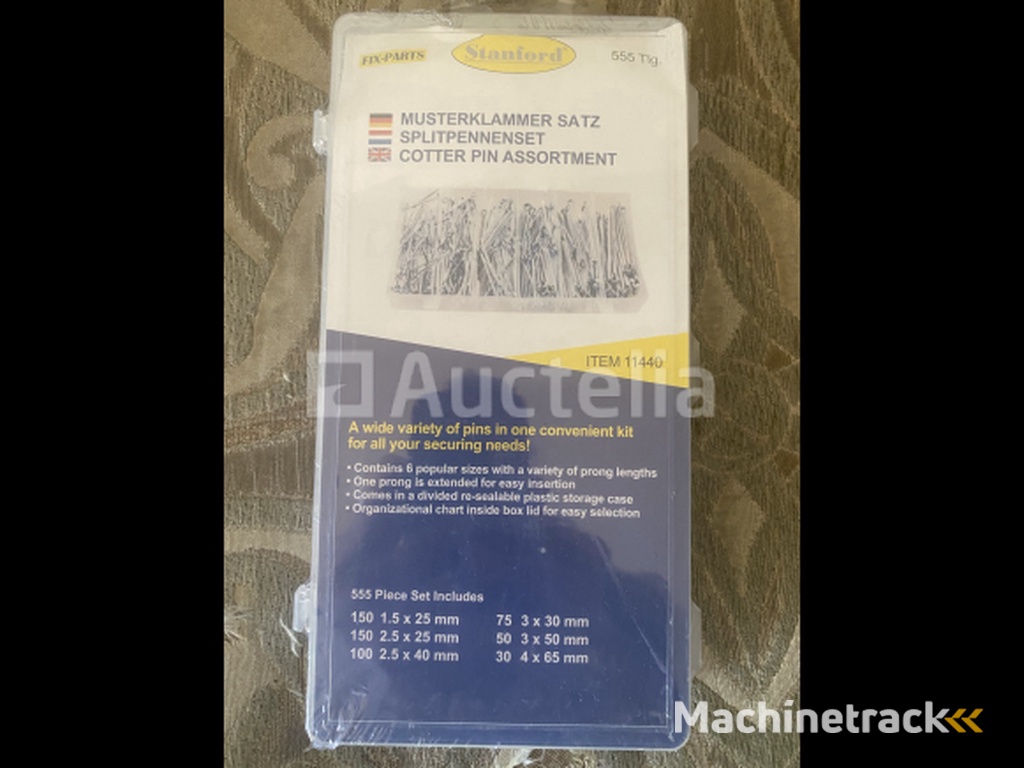 FIX-PARTS
Stanford®
555 Tlg.
MUSTERKLAMMER SATZ
SPLITPENNENSET
COTTER PIN ASSORTMENT
ITEM 11440
Auctelia
A wide variety of pins in one convenient kit
for all your securing needs!
• Contains 6 popular sizes with a variety of prong lengths
• One prong is extended for easy insertion
• Comes in a divided re-sealable plastic storage case
• Organizational chart inside box lid for easy selection
555 Piece Set Includes
150 1.5 x 25 mm
150 2.5 x 25 mm
100 2.5 x 40 mm
75 3 x 30 mm
50 3 x 50 mm
30 4 x 65 mm
Machinetrack